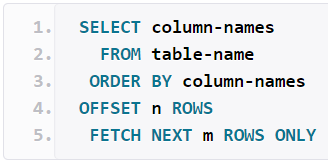 1. SELECT column-names
2. FROM table-name
3. ORDER BY column-names
4. OFFSET n ROWS
5. FETCH NEXT m ROWS ONLY